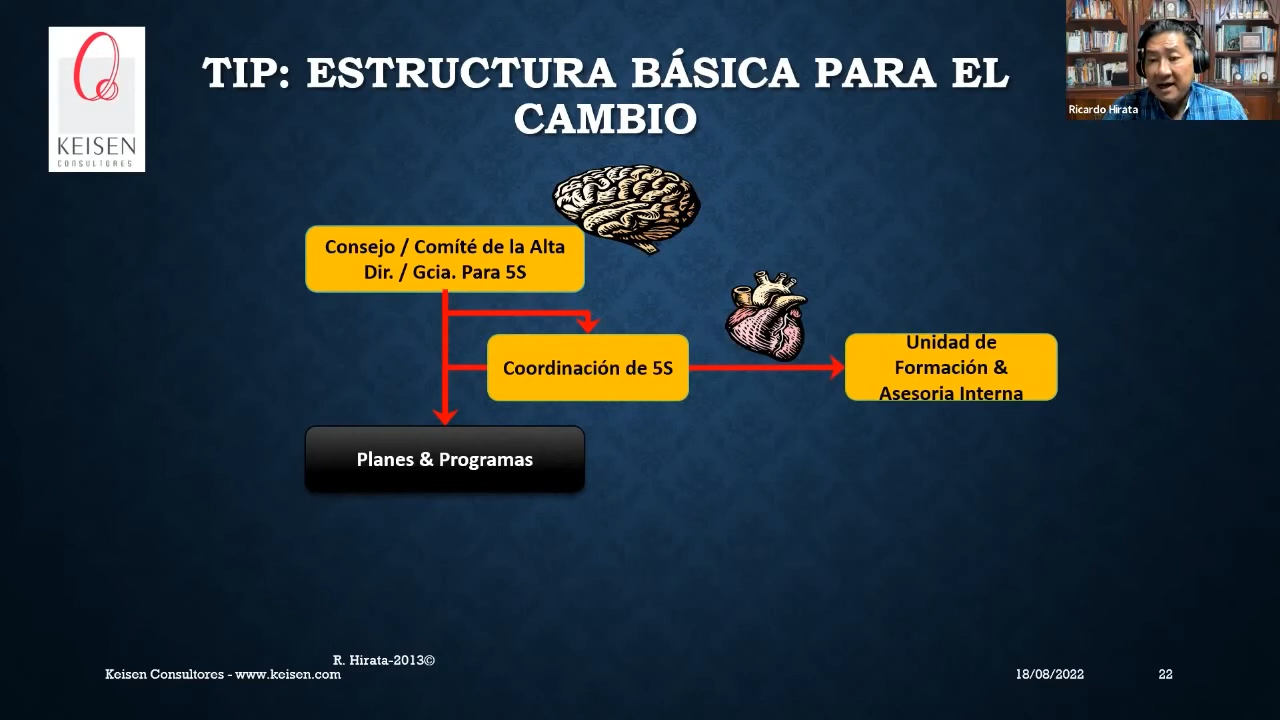 KEISEN
CONSULTORES
TIP: ESTRUCTURA BÁSICA PARA EL
CAMBIO
Ricardo Hirata
Consejo / Comíté de la Alta
Dir. / Gcia. Para 5S
Coordinación de 5S
Unidad de
Formación &
Asesoria Interna
Planes & Programas
R. Hirata-2013©
Keisen Consultores - www.keisen.com
18/08/2022
22